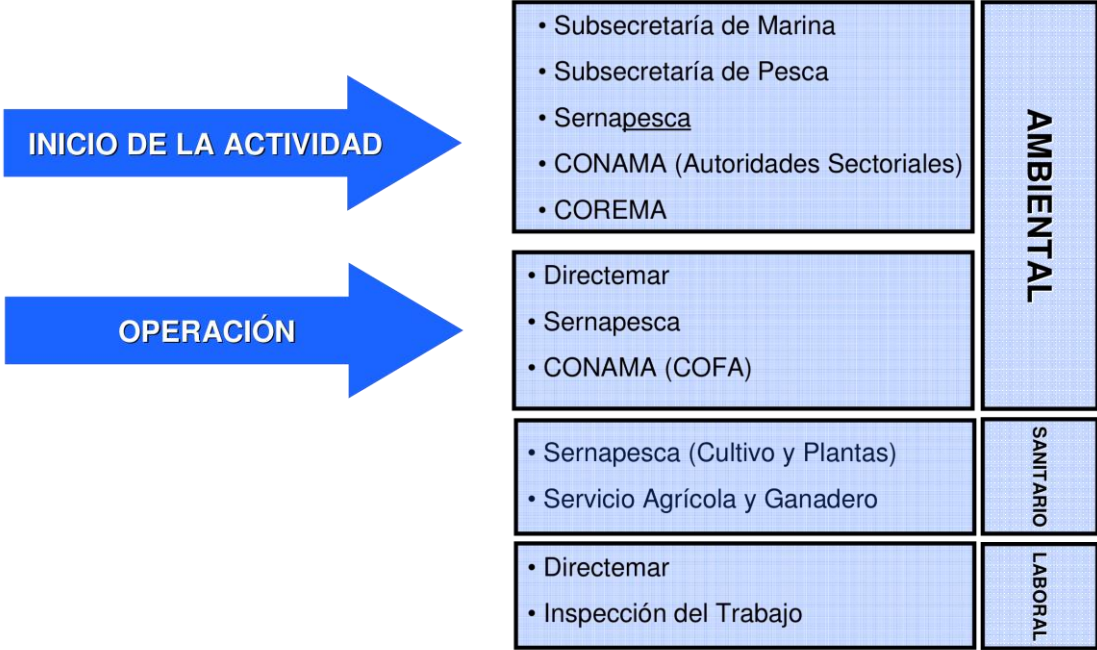 INICIO DE LA ACTIVIDAD
• Subsecretaría de Marina
• Subsecretaría de Pesca
• Sernapesca
• CONAMA (Autoridades Sectoriales)
• COREMA
AMBIENTAL
OPERACIÓN
• Directemar
• Sernapesca
• CONAMA (COFA)
• Sernapesca (Cultivo y Plantas)
• Servicio Agrícola y Ganadero
SANITARIO
• Directemar
• Inspección del Trabajo
LABORAL